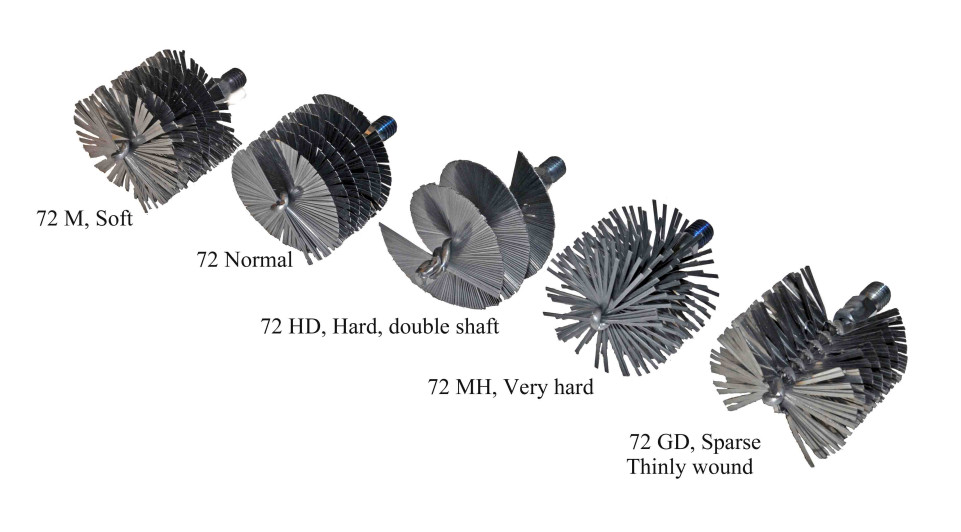 72 M, Soft
72 Normal
72 HD, Hard, double shaft
72 MH, Very hard
72 GD, Sparse
Thinly wound